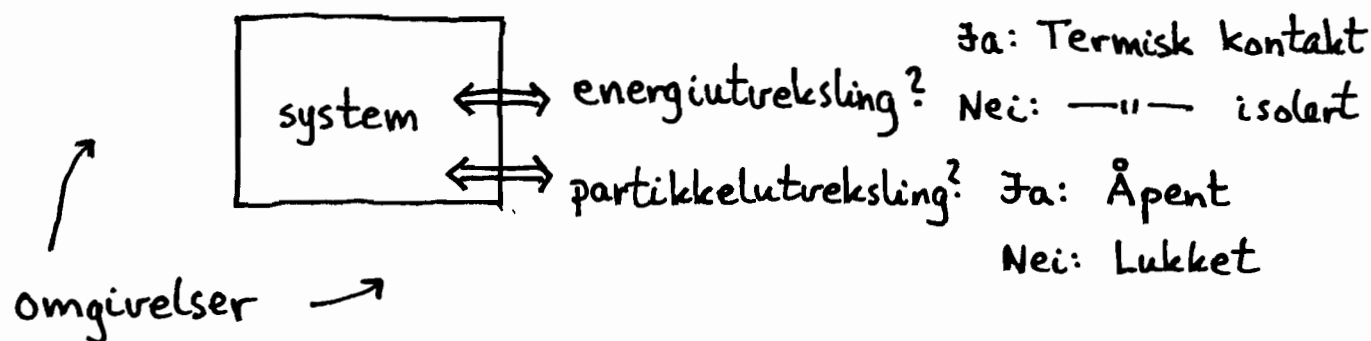 system
energiutveksling?
Ja: Termisk kontakt
Nei: —"— isolert
partikkelutveksling?
Ja: Åpent
Nei: Lukket
omgivelser